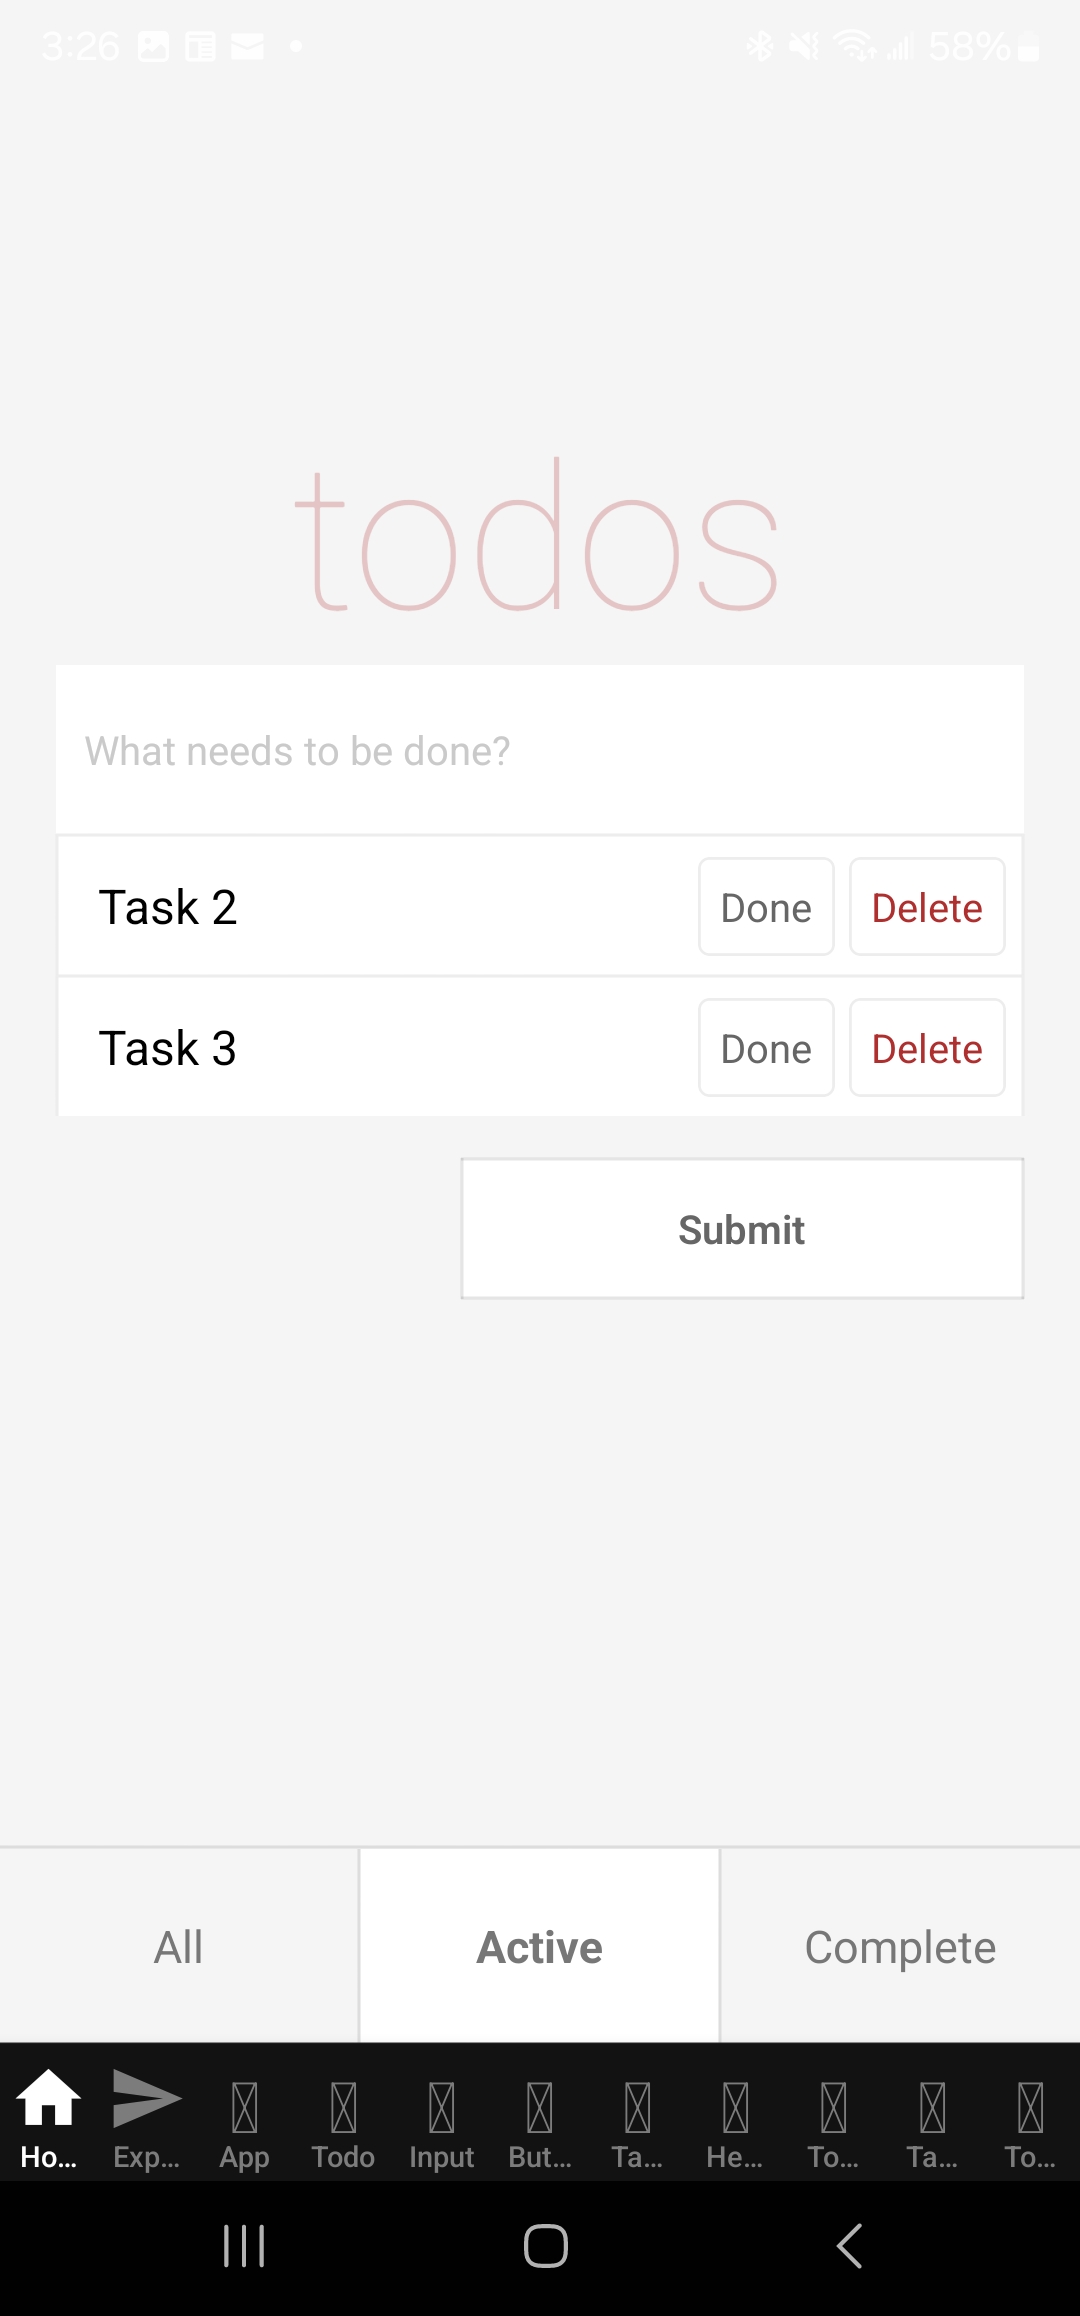 3:26 58%
todos
What needs to be done?
Task 2 Done Delete
Task 3 Done Delete
Submit
All Active Complete
Ho... Exp... App Todo Input But... Ta... He... To... Ta... To...